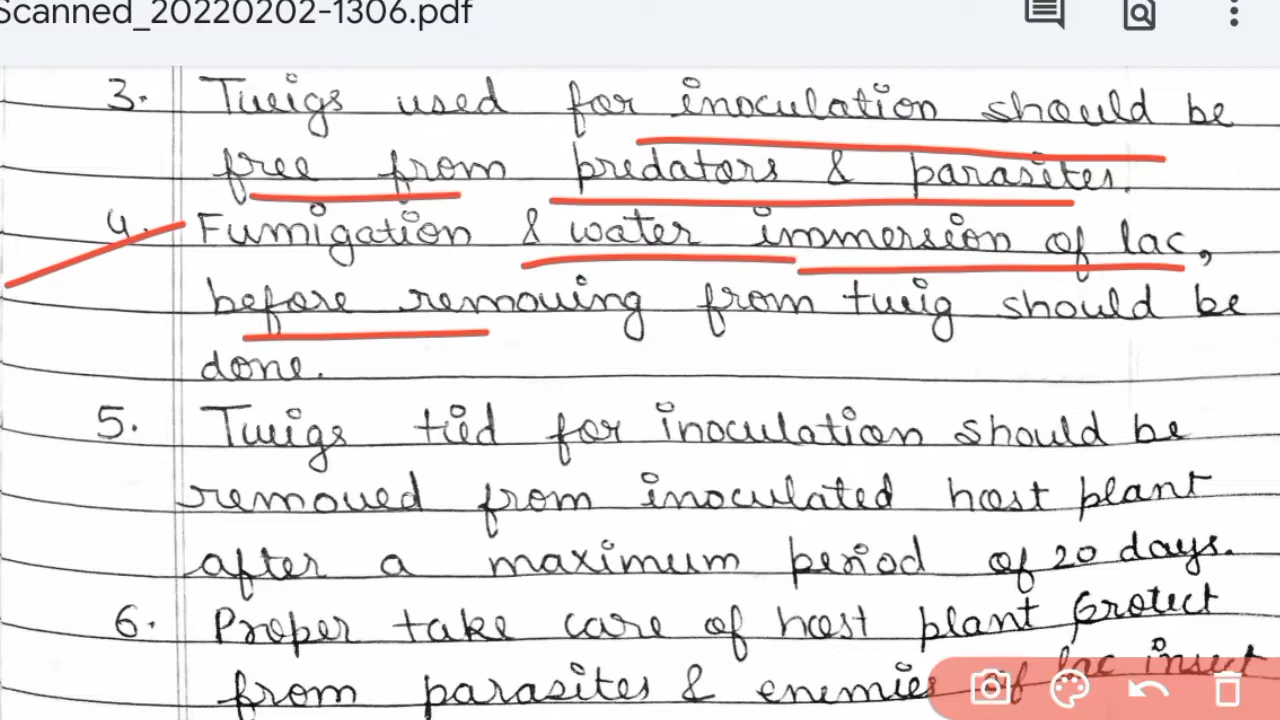 Scanned_20220202-1306.pdf
3. Twigs used for inoculation should be
free from predators & parasites.
4. Fumigation & water immersion of lac,
before removing from twig should be
done.
5. Twigs tied for inoculation should be
removed from inoculated host plant
after a maximum period of 20 days.
6. Proper take care of host plant Protect
from parasites & enemies of lac insect